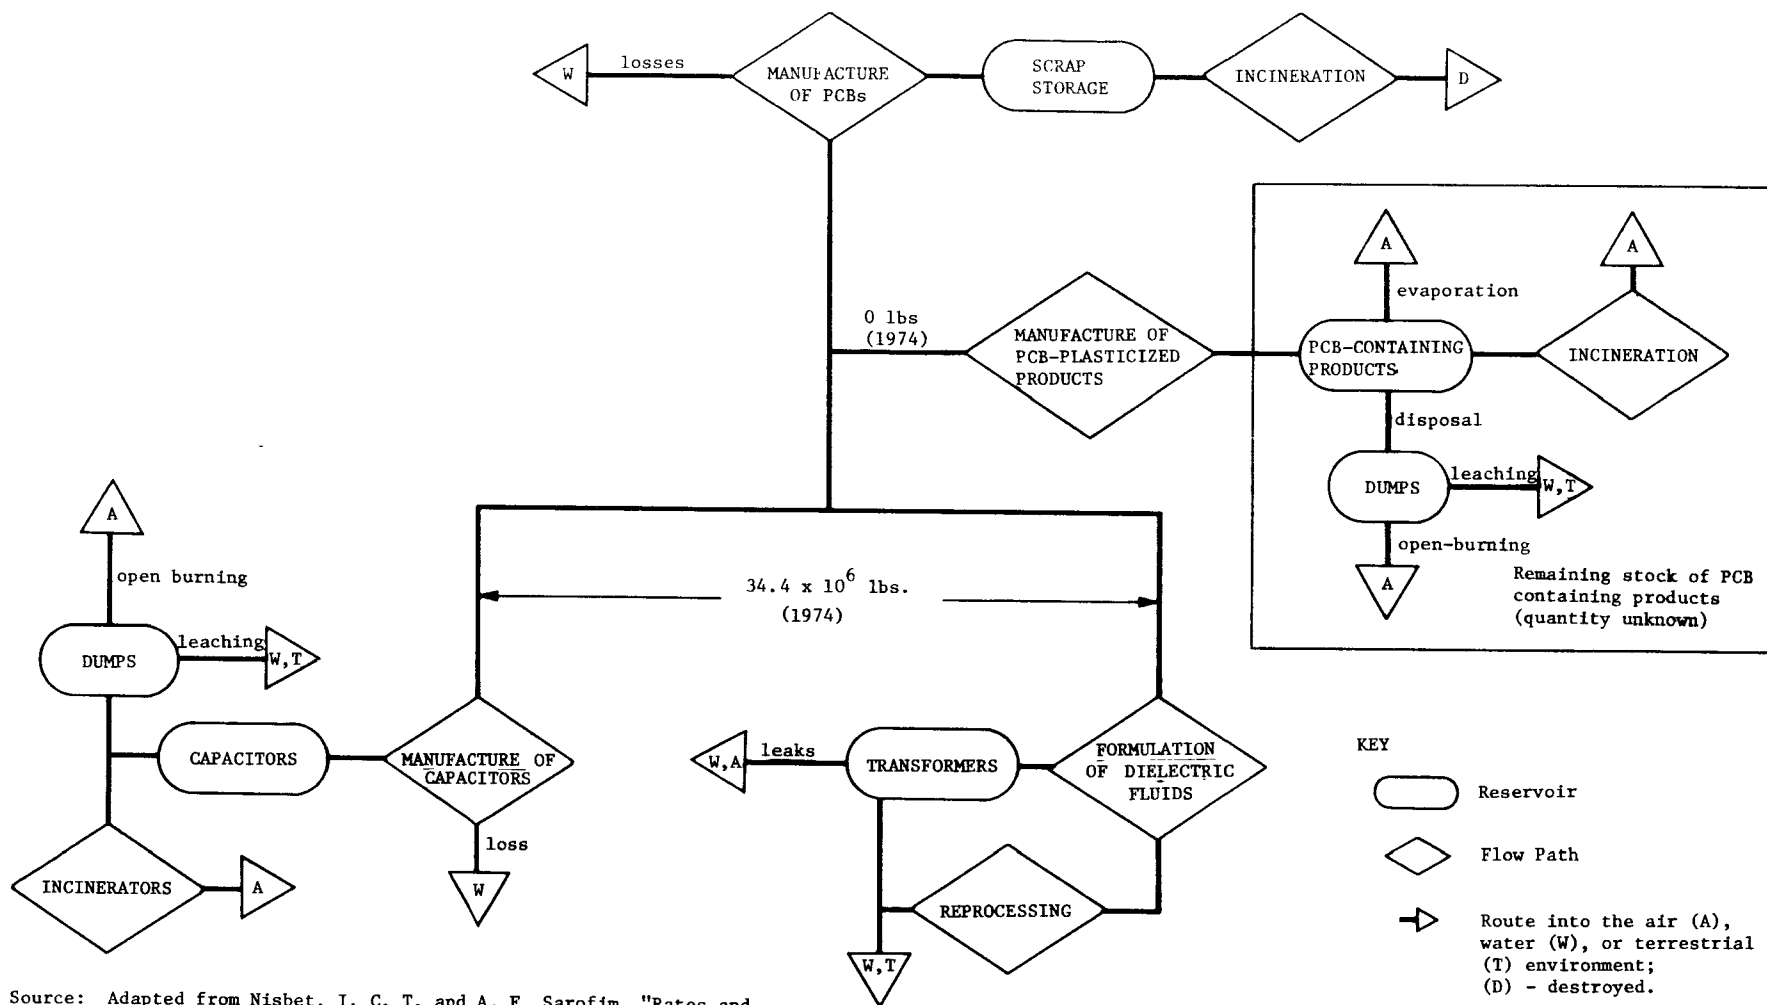 W
losses
MANUFACTURE
OF PCBs
SCRAP
STORAGE
INCINERATION
D
A
A
evaporation
0 lbs
(1974)
MANUFACTURE OF
PCB-PLASTICIZED
PRODUCTS
PCB-CONTAINING
PRODUCTS
INCINERATION
disposal
DUMPS
leaching
W,T
open-burning
A
Remaining stock of PCB
containing products
(quantity unknown)
A
open burning
34.4 x 10^6 lbs.
(1974)
DUMPS
leaching
W,T
CAPACITORS
MANUFACTURE OF
CAPACITORS
loss
W
INCINERATORS
A
W,A
leaks
TRANSFORMERS
FORMULATION
OF DIELECTRIC
FLUIDS
REPROCESSING
W,T
KEY
Reservoir
Flow Path
Route into the air (A),
water (W), or terrestrial
(T) environment;
(D) - destroyed.
Source: Adapted from Nisbet, I. C. T. and A. F. Sarofim, "Rates and